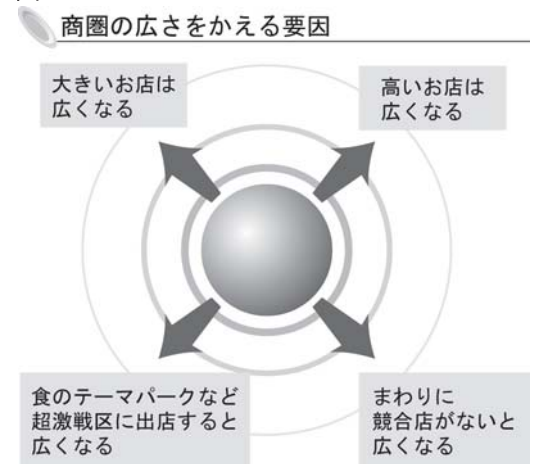 商圏の広さをかえる要因
大きいお店は
広くなる
高いお店は
広くなる
食のテーマパークなど
超激戦区に出店すると
広くなる
まわりに
競合店がないと
広くなる